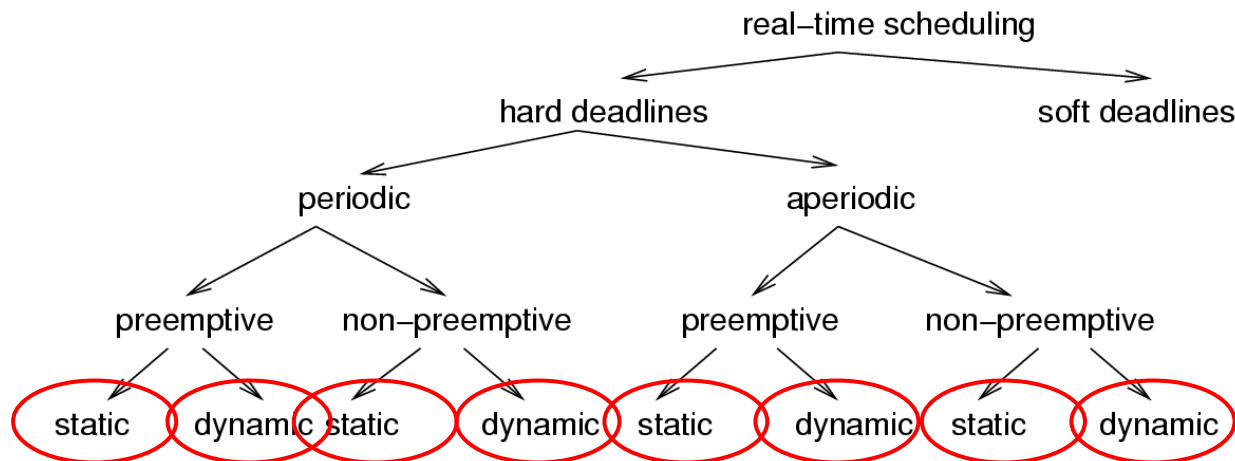 real−time scheduling
hard deadlines soft deadlines
periodic aperiodic
preemptive non−preemptive preemptive non−preemptive
static dynamic static dynamic static dynamic static dynamic